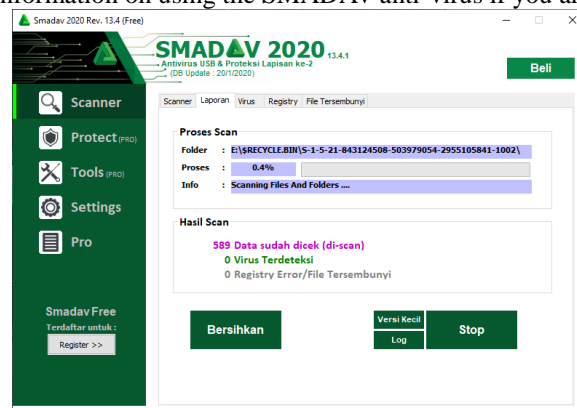 information on using the SMADAV anti-virus if you a
Smadav 2020 Rev. 13.4 (Free)
SMADAV 2020 13.4.1
Antivirus USB & Proteksi Lapisan ke-2
(DB Update : 20/1/2020)
Beli
Scanner
Protect (PRO)
Tools (PRO)
Settings
Pro
Smadav Free
Terdaftar untuk :
Register >>
Scanner Laporan Virus Registry File Tersembunyi
Proses Scan
Folder : E:\$RECYCLE.BIN\S-1-5-21-843124508-503979054-2955105841-1002\
Proses : 0.4%
Info : Scanning Files And Folders ....
Hasil Scan
589 Data sudah dicek (di-scan)
0 Virus Terdeteksi
0 Registry Error/File Tersembunyi
Bersihkan
Versi Kecil
Log
Stop